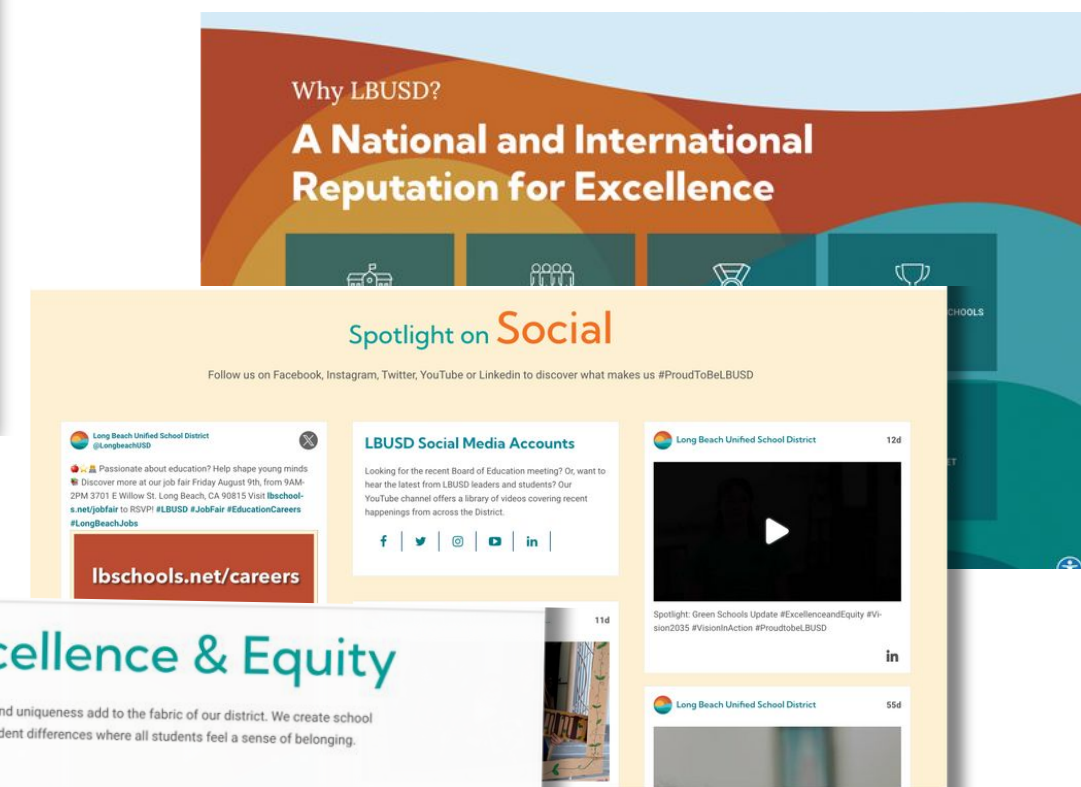 Why LBUSD?
A National and International
Reputation for Excellence
CHOOLS
ET
Spotlight on Social
Follow us on Facebook, Instagram, Twitter, YouTube or Linkedin to discover what makes us #ProudToBeLBUSD
Long Beach Unified School District
@LongbeachUSD
Passionate about education? Help shape young minds
Discover more at our job fair Friday August 9th, from 9AM-
2PM 3701 E Willow St. Long Beach, CA 90815 Visit lbschool-
s.net/jobfair to RSVP! #LBUSD #JobFair #EducationCareers
#LongBeachJobs
lbschools.net/careers
LBUSD Social Media Accounts
Looking for the recent Board of Education meeting? Or, want to
hear the latest from LBUSD leaders and students? Our
YouTube channel offers a library of videos covering recent
happenings from across the District.
11d
Long Beach Unified School District 12d
Spotlight: Green Schools Update #ExcellenceandEquity #Vi-
sion2035 #VisionInAction #ProudtobeLBUSD
Long Beach Unified School District 55d
cellence & Equity
nd uniqueness add to the fabric of our district. We create school
dent differences where all students feel a sense of belonging.